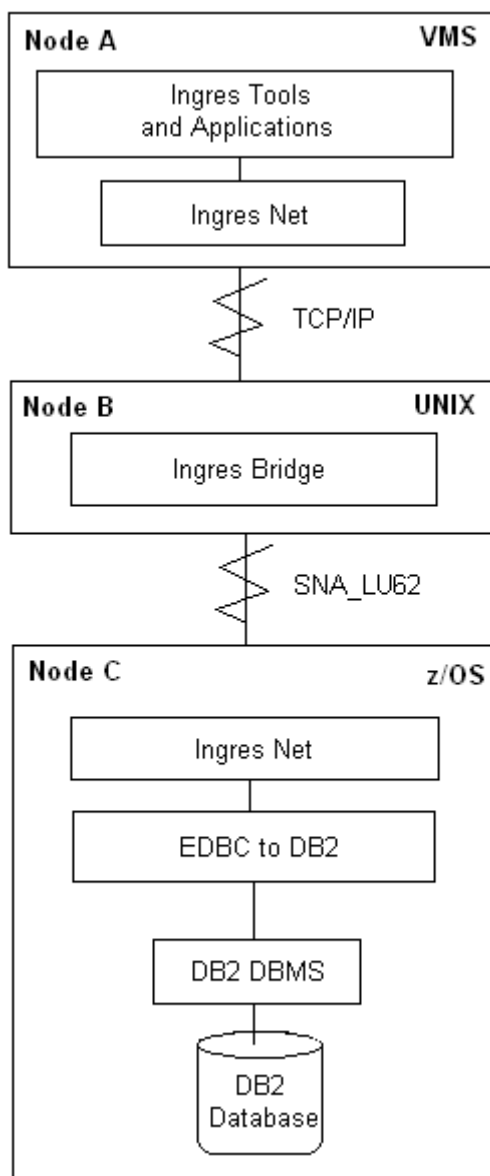 Node A
VMS
Ingres Tools
and Applications
Ingres Net
TCP/IP
Node B
UNIX
Ingres Bridge
SNA_LU62
Node C
z/OS
Ingres Net
EDBC to DB2
DB2 DBMS
DB2
Database